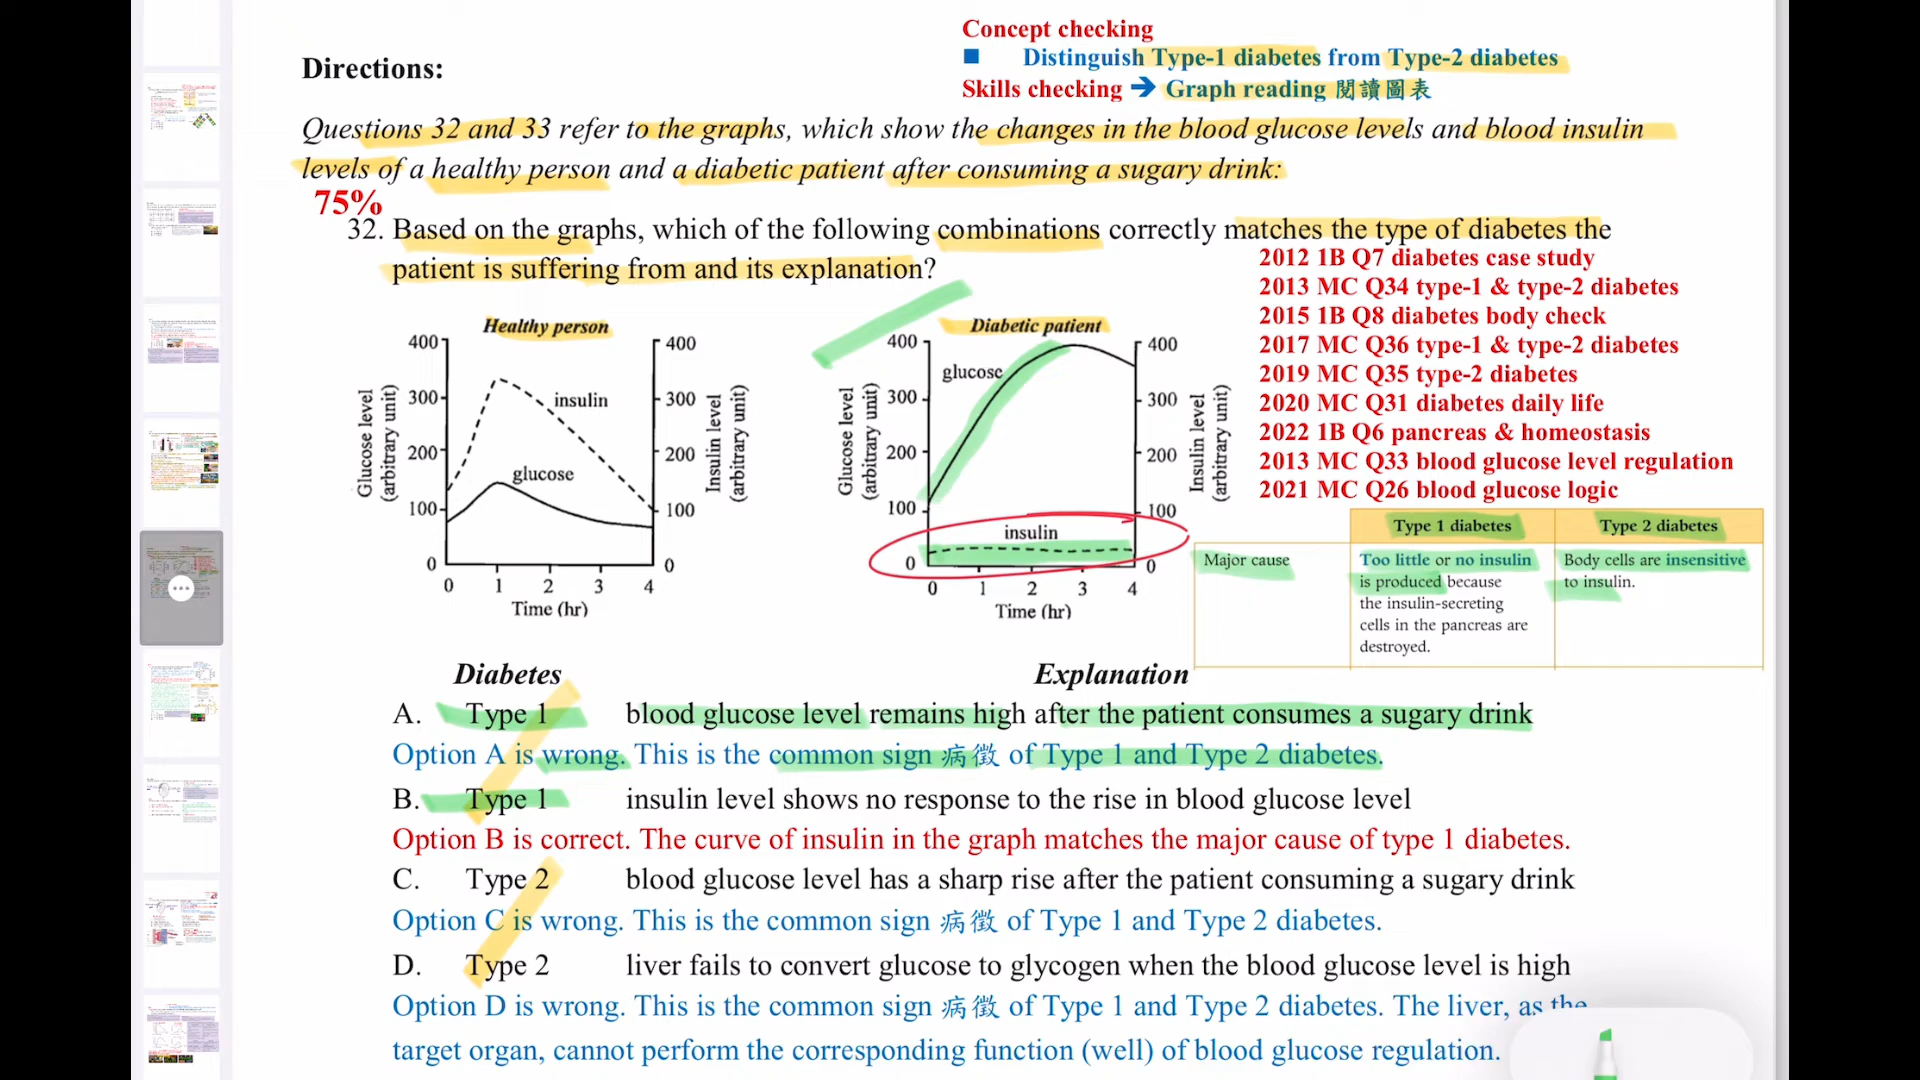 Concept checking
■ Distinguish Type-1 diabetes from Type-2 diabetes
Directions:
Skills checking → Graph reading 閱讀圖表
Questions 32 and 33 refer to the graphs, which show the changes in the blood glucose levels and blood insulin
levels of a healthy person and a diabetic patient after consuming a sugary drink:
75%
32. Based on the graphs, which of the following combinations correctly matches the type of diabetes the
patient is suffering from and its explanation?
2012 1B Q7 diabetes case study
2013 MC Q34 type-1 & type-2 diabetes
2015 1B Q8 diabetes body check
2017 MC Q36 type-1 & type-2 diabetes
2019 MC Q35 type-2 diabetes
2020 MC Q31 diabetes daily life
2022 1B Q6 pancreas & homeostasis
2013 MC Q33 blood glucose level regulation
2021 MC Q26 blood glucose logic
Healthy person
Glucose level
(arbitrary unit)
400
300
200
100
0
insulin
glucose
400
300
200
100
0
Insulin level
(arbitrary unit)
0 1 2 3 4
Time (hr)
Diabetic patient
Glucose level
(arbitrary unit)
400
300
200
100
0
glucose
insulin
400
300
200
100
0
Insulin level
(arbitrary unit)
0 1 2 3 4
Time (hr)
Type 1 diabetes
Type 2 diabetes
Major cause
Too little or no insulin
is produced because
the insulin-secreting
cells in the pancreas are
destroyed.
Body cells are insensitive
to insulin.
Diabetes Explanation
A. Type 1 blood glucose level remains high after the patient consumes a sugary drink
Option A is wrong. This is the common sign 病徵 of Type 1 and Type 2 diabetes.
B. Type 1 insulin level shows no response to the rise in blood glucose level
Option B is correct. The curve of insulin in the graph matches the major cause of type 1 diabetes.
C. Type 2 blood glucose level has a sharp rise after the patient consuming a sugary drink
Option C is wrong. This is the common sign 病徵 of Type 1 and Type 2 diabetes.
D. Type 2 liver fails to convert glucose to glycogen when the blood glucose level is high
Option D is wrong. This is the common sign 病徵 of Type 1 and Type 2 diabetes. The liver, as the
target organ, cannot perform the corresponding function (well) of blood glucose regulation.